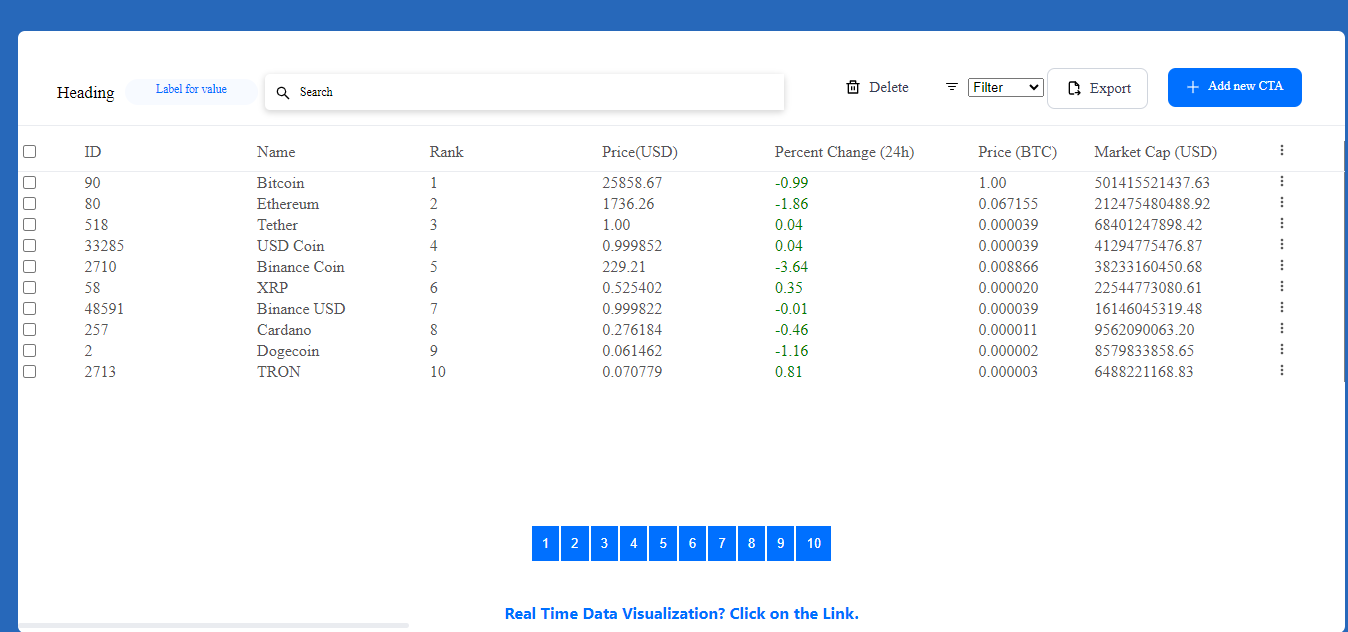 Heading Label for value Search Delete Filter Export Add new CTA
ID Name Rank Price(USD) Percent Change (24h) Price (BTC) Market Cap (USD)
90 Bitcoin 1 25858.67 -0.99 1.00 501415521437.63
80 Ethereum 2 1736.26 -1.86 0.067155 212475480488.92
518 Tether 3 1.00 0.04 0.000039 68401247898.42
33285 USD Coin 4 0.999852 0.04 0.000039 41294775476.87
2710 Binance Coin 5 229.21 -3.64 0.008866 38233160450.68
58 XRP 6 0.525402 0.35 0.000020 22544773080.61
48591 Binance USD 7 0.999822 -0.01 0.000039 16146045319.48
257 Cardano 8 0.276184 -0.46 0.000011 9562090063.20
2 Dogecoin 9 0.061462 -1.16 0.000002 8579833858.65
2713 TRON 10 0.070779 0.81 0.000003 6488221168.83
1 2 3 4 5 6 7 8 9 10
Real Time Data Visualization? Click on the Link.